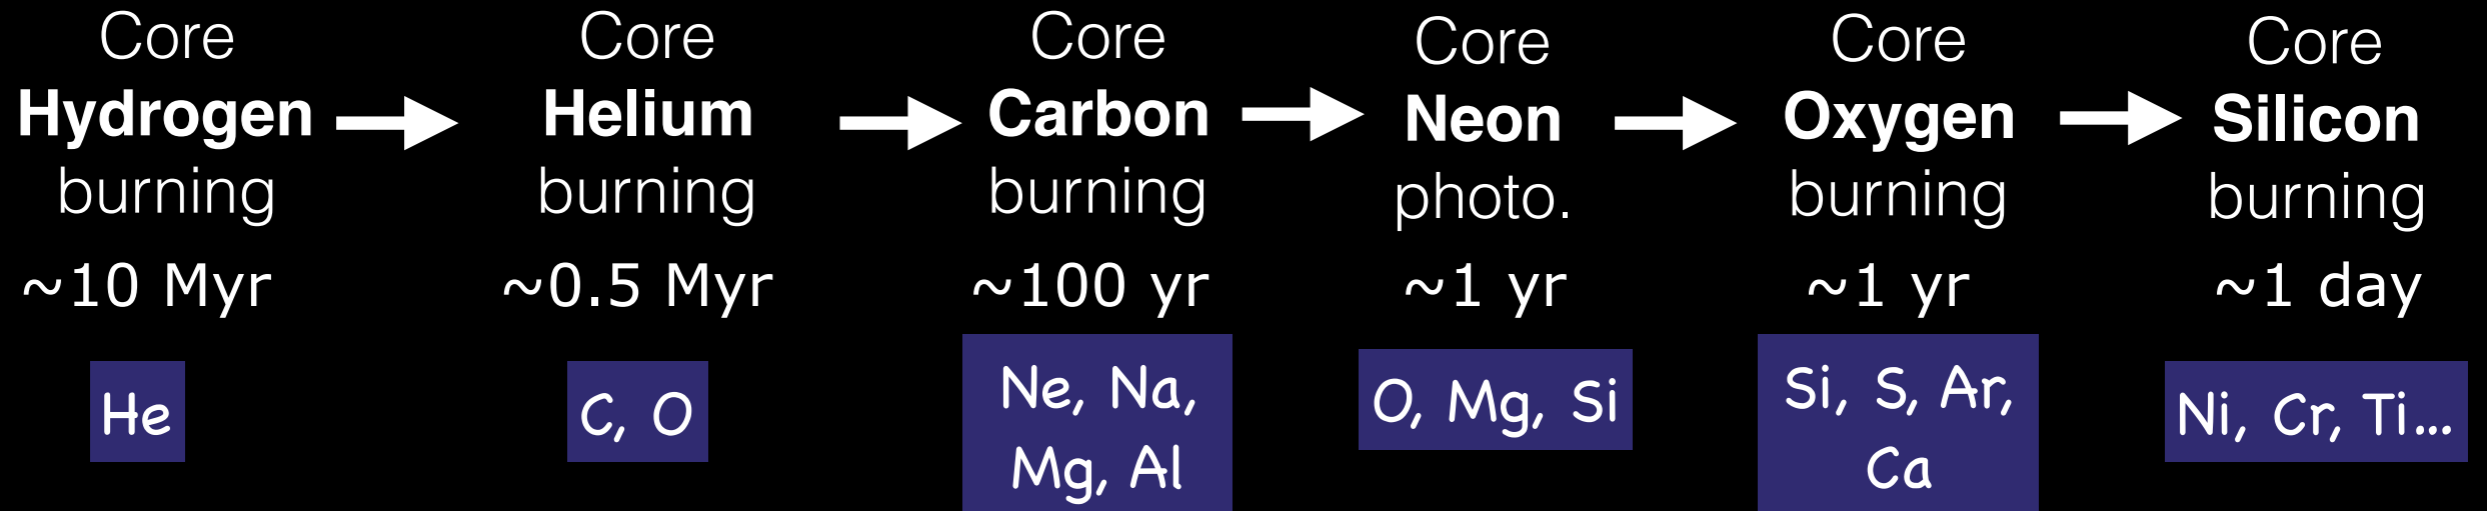 Core
Hydrogen
burning
~10 Myr
He
Core
Helium
burning
~0.5 Myr
C, O
Core
Carbon
burning
~100 yr
Ne, Na,
Mg, Al
Core
Neon
photo.
~1 yr
O, Mg, Si
Core
Oxygen
burning
~1 yr
Si, S, Ar,
Ca
Core
Silicon
burning
~1 day
Ni, Cr, Ti...